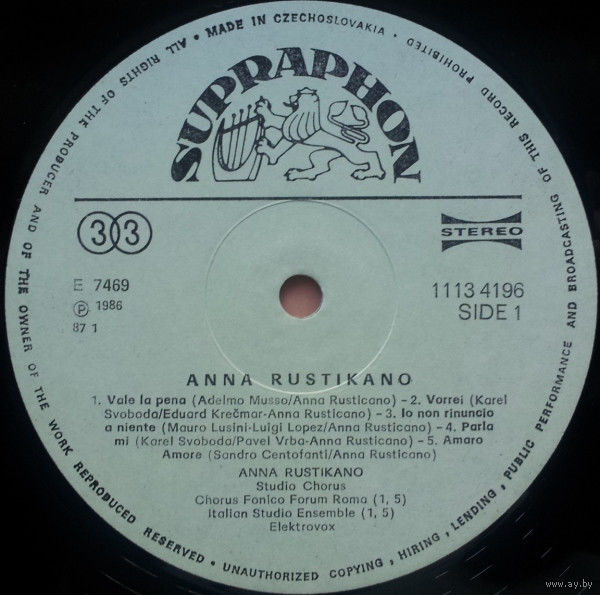 MADE IN CZECHOSLOVAKIA • ALL RIGHTS OF THE PRODUCER AND OF THE OWNER OF THE WORK REPRODUCED RESERVED • UNAUTHORIZED COPYING, HIRING, LENDING, PUBLIC PERFORMANCE AND BROADCASTING OF THIS RECORD PROHIBITED •
SUPRAPHON
33
STEREO
E 7469
Ⓟ 1986
87 1
1113 4196
SIDE 1
ANNA RUSTIKANO
1. Vale la pena (Adelmo Musso/Anna Rusticano) – 2. Vorrei (Karel
Svoboda/Eduard Krečmar-Anna Rusticano) – 3. Io non rinuncio
a niente (Mauro Lusini-Luigi Lopez/Anna Rusticano) – 4. Parla
mi (Karel Svoboda/Pavel Vrba-Anna Rusticano) – 5. Amaro
Amore (Sandro Centofanti/Anna Rusticano)
ANNA RUSTIKANO
Studio Chorus
Chorus Fonico Forum Roma (1, 5)
Italian Studio Ensemble (1, 5)
Elektrovox
www.ay.by